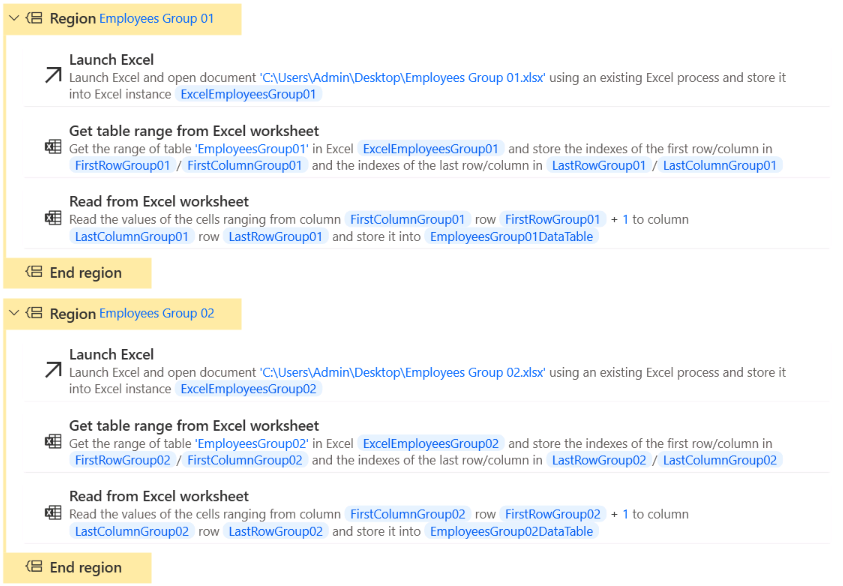 Region Employees Group 01
Launch Excel
Launch Excel and open document 'C:\Users\Admin\Desktop\Employees Group 01.xlsx' using an existing Excel process and store it
into Excel instance ExcelEmployeesGroup01
Get table range from Excel worksheet
Get the range of table 'EmployeesGroup01' in Excel ExcelEmployeesGroup01 and store the indexes of the first row/column in
FirstRowGroup01 / FirstColumnGroup01 and the indexes of the last row/column in LastRowGroup01 / LastColumnGroup01
Read from Excel worksheet
Read the values of the cells ranging from column FirstColumnGroup01 row FirstRowGroup01 + 1 to column
LastColumnGroup01 row LastRowGroup01 and store it into EmployeesGroup01DataTable
End region
Region Employees Group 02
Launch Excel
Launch Excel and open document 'C:\Users\Admin\Desktop\Employees Group 02.xlsx' using an existing Excel process and store it
into Excel instance ExcelEmployeesGroup02
Get table range from Excel worksheet
Get the range of table 'EmployeesGroup02' in Excel ExcelEmployeesGroup02 and store the indexes of the first row/column in
FirstRowGroup02 / FirstColumnGroup02 and the indexes of the last row/column in LastRowGroup02 / LastColumnGroup02
Read from Excel worksheet
Read the values of the cells ranging from column FirstColumnGroup02 row FirstRowGroup02 + 1 to column
LastColumnGroup02 row LastRowGroup02 and store it into EmployeesGroup02DataTable
End region